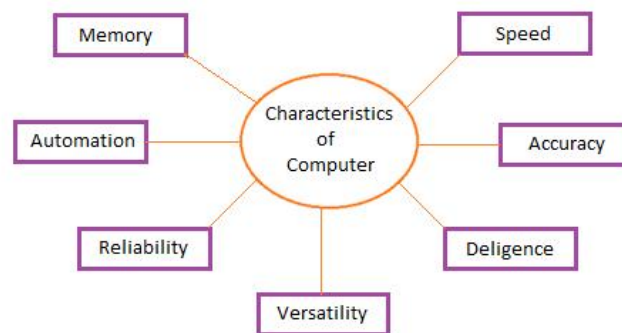 Memory
Speed
Characteristics
of
Computer
Automation
Accuracy
Reliability
Deligence
Versatility